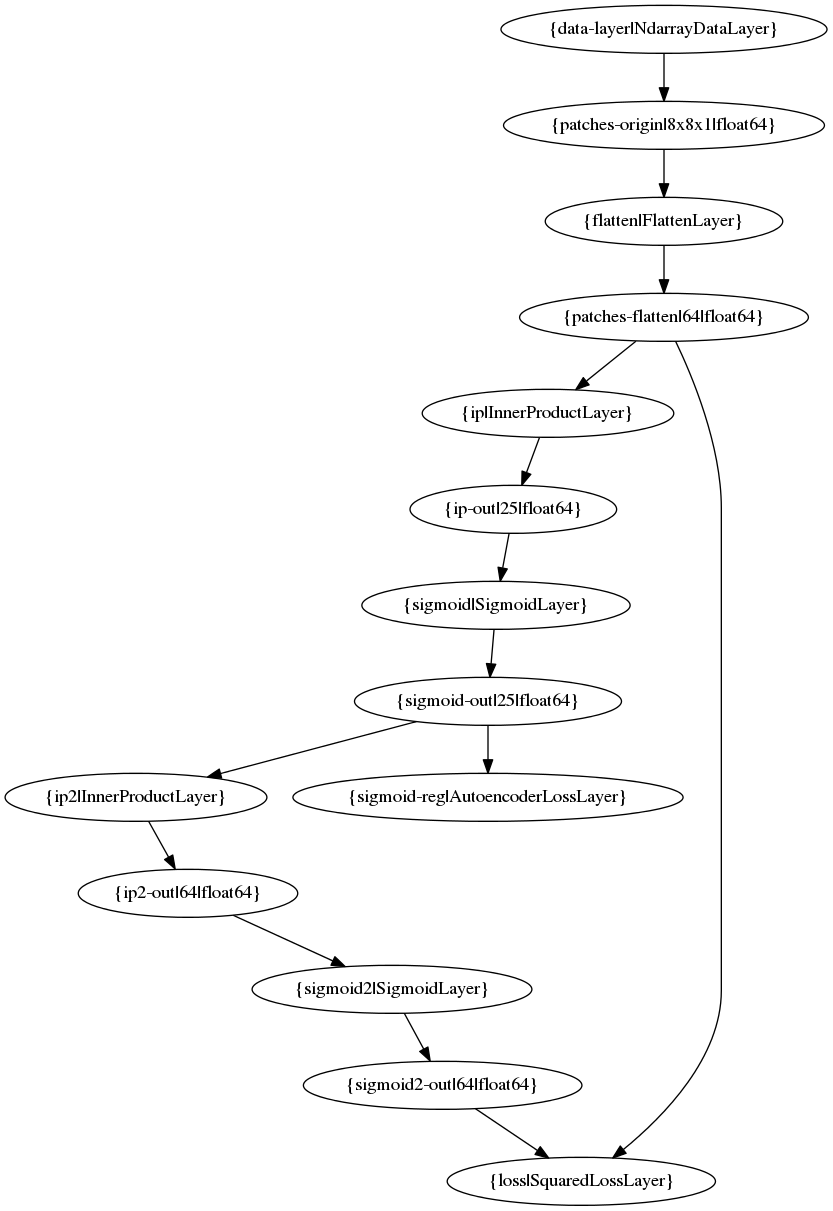 {data-layer|NdarrayDataLayer}
{patches-origin|8x8x1|float64}
{flatten|FlattenLayer}
{patches-flatten|64|float64}
{ip|InnerProductLayer}
{ip-out|25|float64}
{sigmoid|SigmoidLayer}
{sigmoid-out|25|float64}
{ip2|InnerProductLayer}
{sigmoid-reg|AutoencoderLossLayer}
{ip2-out|64|float64}
{sigmoid2|SigmoidLayer}
{sigmoid2-out|64|float64}
{loss|SquaredLossLayer}